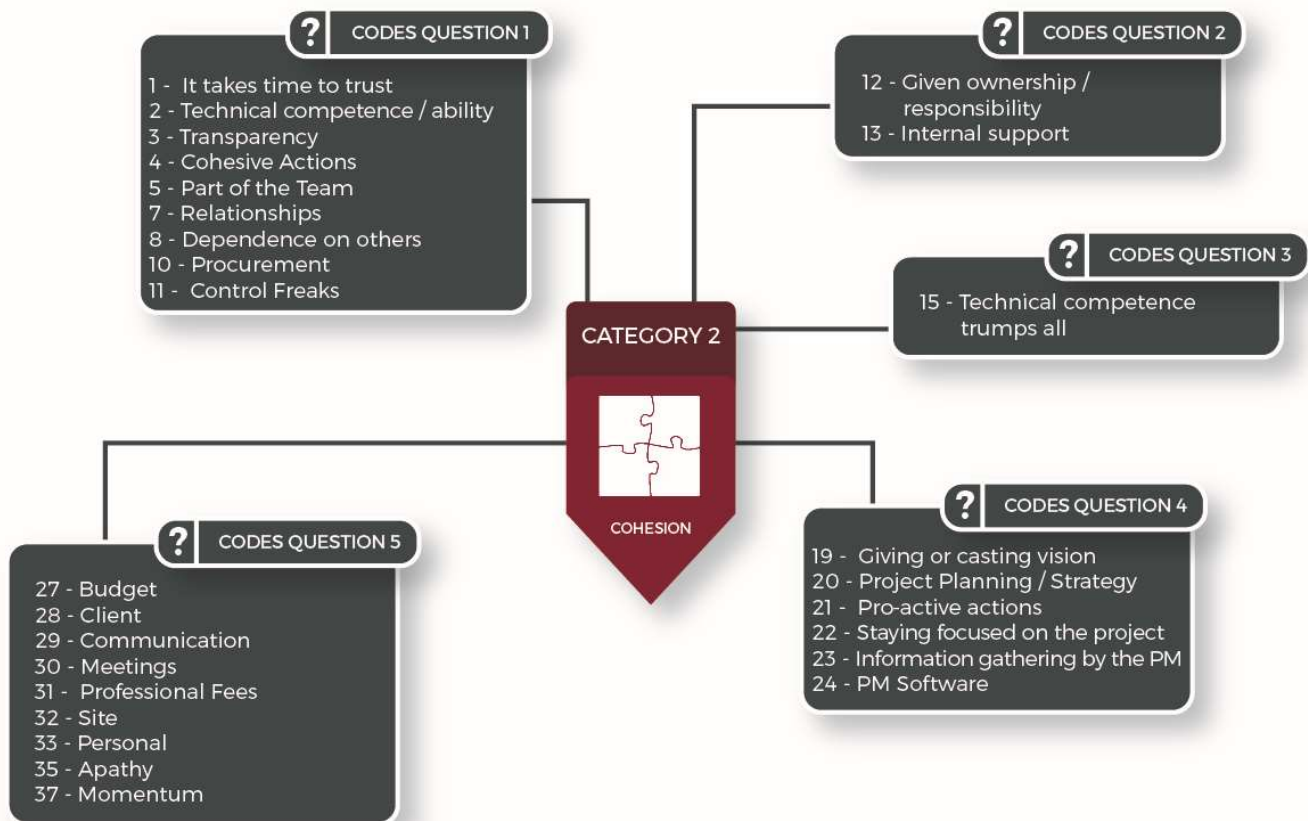 ? CODES QUESTION 1
1 - It takes time to trust
2 - Technical competence / ability
3 - Transparency
4 - Cohesive Actions
5 - Part of the Team
7 - Relationships
8 - Dependence on others
10 - Procurement
11 - Control Freaks
? CODES QUESTION 2
12 - Given ownership /
responsibility
13 - Internal support
? CODES QUESTION 3
15 - Technical competence
trumps all
CATEGORY 2
COHESION
? CODES QUESTION 4
19 - Giving or casting vision
20 - Project Planning / Strategy
21 - Pro-active actions
22 - Staying focused on the project
23 - Information gathering by the PM
24 - PM Software
? CODES QUESTION 5
27 - Budget
28 - Client
29 - Communication
30 - Meetings
31 - Professional Fees
32 - Site
33 - Personal
35 - Apathy
37 - Momentum